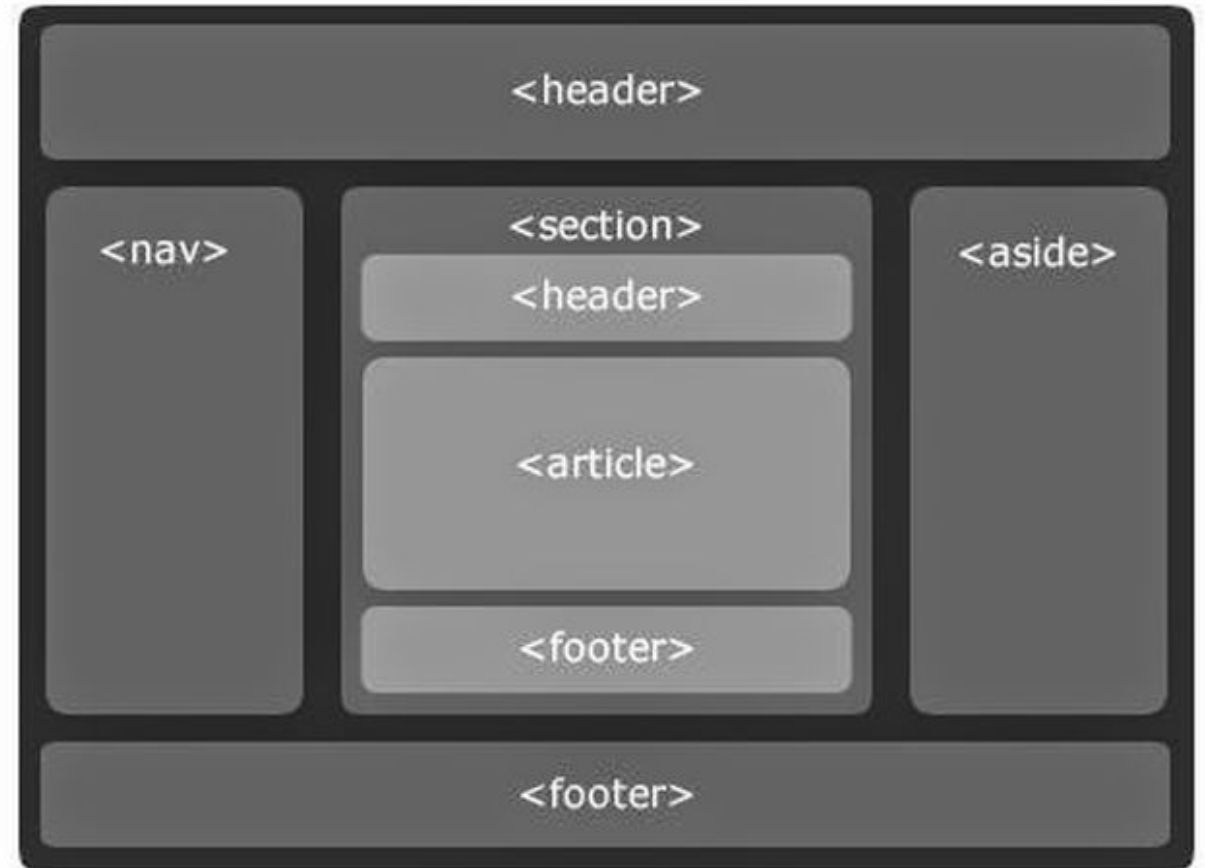 <header>
<nav>
<section>
<header>
<article>
<footer>
<aside>
<footer>